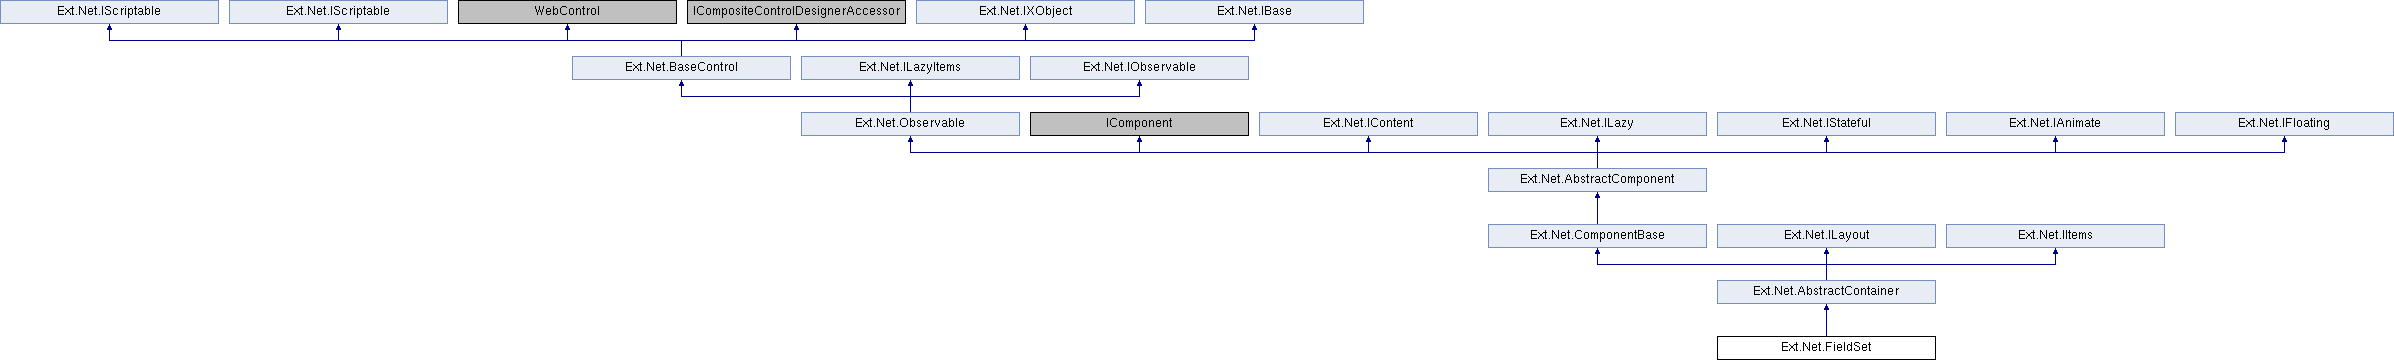 Ext.Net.IScriptable
Ext.Net.IScriptable
WebControl
ICompositeControlDesignerAccessor
Ext.Net.IXObject
Ext.Net.IBase
Ext.Net.BaseControl
Ext.Net.ILazyItems
Ext.Net.IObservable
Ext.Net.Observable
IComponent
Ext.Net.IContent
Ext.Net.ILazy
Ext.Net.IStateful
Ext.Net.IAnimate
Ext.Net.IFloating
Ext.Net.AbstractComponent
Ext.Net.ComponentBase
Ext.Net.ILayout
Ext.Net.IItems
Ext.Net.AbstractContainer
Ext.Net.FieldSet